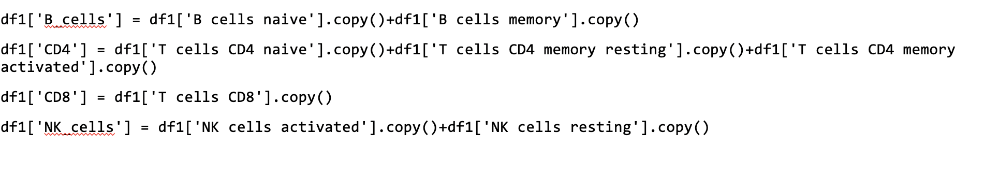 df1['B_cells'] = df1['B cells naive'].copy()+df1['B cells memory'].copy()
df1['CD4'] = df1['T cells CD4 naive'].copy()+df1['T cells CD4 memory resting'].copy()+df1['T cells CD4 memory
activated'].copy()
df1['CD8'] = df1['T cells CD8'].copy()
df1['NK_cells'] = df1['NK cells activated'].copy()+df1['NK cells resting'].copy()